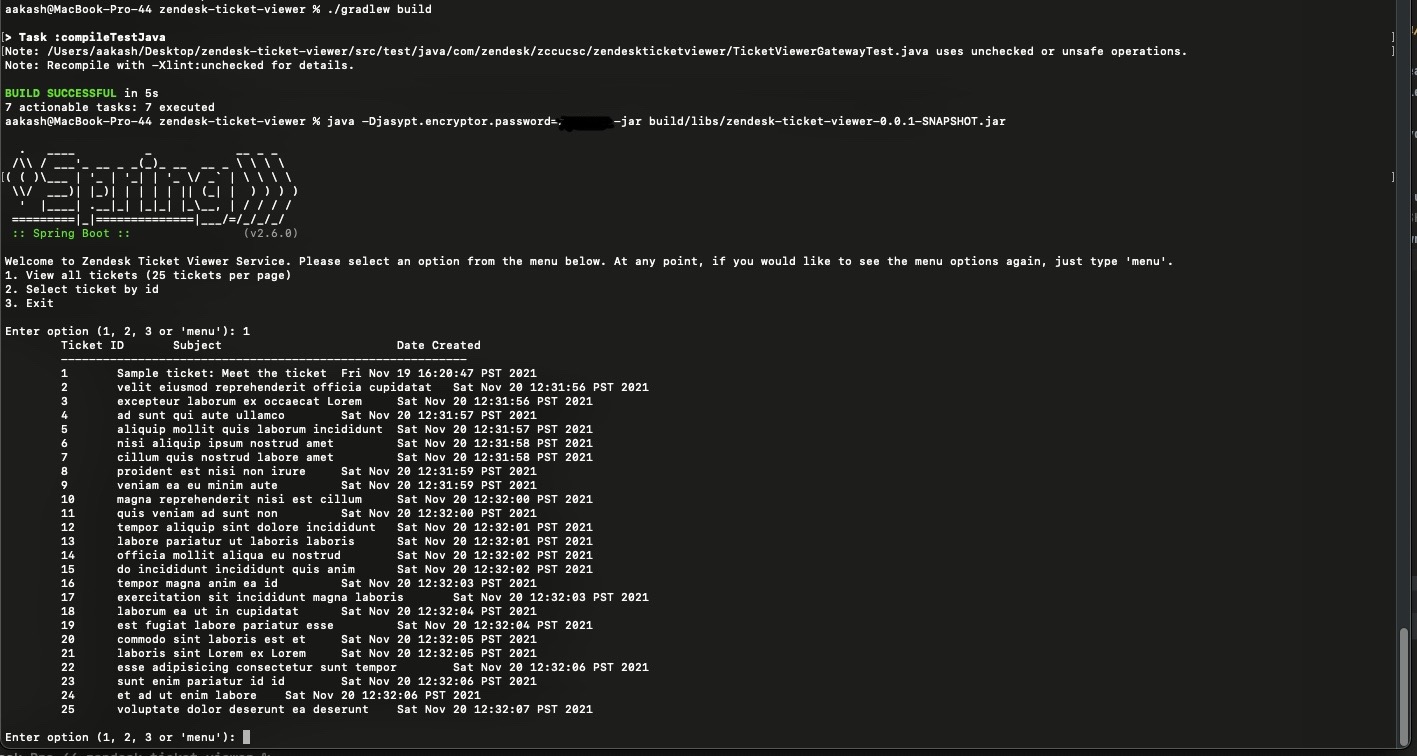 aakash@MacBook-Pro-44 zendesk-ticket-viewer % ./gradlew build
> Task :compileTestJava
Note: /Users/aakash/Desktop/zendesk-ticket-viewer/src/test/java/com/zendesk/zccucsc/zendeskticketviewer/TicketViewerGatewayTest.java uses unchecked or unsafe operations.
Note: Recompile with -Xlint:unchecked for details.
BUILD SUCCESSFUL in 5s
7 actionable tasks: 7 executed
aakash@MacBook-Pro-44 zendesk-ticket-viewer % java -Djasypt.encryptor.password= -jar build/libs/zendesk-ticket-viewer-0.0.1-SNAPSHOT.jar
Spring
:: Spring Boot :: (v2.6.0)
Welcome to Zendesk Ticket Viewer Service. Please select an option from the menu below. At any point, if you would like to see the menu options again, just type 'menu'.
1. View all tickets (25 tickets per page)
2. Select ticket by id
3. Exit
Enter option (1, 2, 3 or 'menu'): 1
Ticket ID Subject Date Created
1 Sample ticket: Meet the ticket Fri Nov 19 16:20:47 PST 2021
2 velit eiusmod reprehenderit officia cupidatat Sat Nov 20 12:31:56 PST 2021
3 excepteur laborum ex occaecat Lorem Sat Nov 20 12:31:56 PST 2021
4 ad sunt qui aute ullamco Sat Nov 20 12:31:57 PST 2021
5 aliquip mollit quis laborum incididunt Sat Nov 20 12:31:57 PST 2021
6 nisi aliquip ipsum nostrud amet Sat Nov 20 12:31:58 PST 2021
7 cillum quis nostrud labore amet Sat Nov 20 12:31:58 PST 2021
8 proident est nisi non irure Sat Nov 20 12:31:59 PST 2021
9 veniam ea eu minim aute Sat Nov 20 12:31:59 PST 2021
10 magna reprehenderit nisi est cillum Sat Nov 20 12:32:00 PST 2021
11 quis veniam ad sunt non Sat Nov 20 12:32:00 PST 2021
12 tempor aliquip sint dolore incididunt Sat Nov 20 12:32:01 PST 2021
13 labore pariatur ut laboris laboris Sat Nov 20 12:32:01 PST 2021
14 officia mollit aliqua eu nostrud Sat Nov 20 12:32:02 PST 2021
15 do incididunt incididunt quis anim Sat Nov 20 12:32:02 PST 2021
16 tempor magna anim ea id Sat Nov 20 12:32:03 PST 2021
17 exercitation sit incididunt magna laboris Sat Nov 20 12:32:03 PST 2021
18 laborum ea ut in cupidatat Sat Nov 20 12:32:04 PST 2021
19 est fugiat labore pariatur esse Sat Nov 20 12:32:04 PST 2021
20 commodo sint laboris est et Sat Nov 20 12:32:05 PST 2021
21 laboris sint Lorem ex Lorem Sat Nov 20 12:32:05 PST 2021
22 esse adipisicing consectetur sunt tempor Sat Nov 20 12:32:06 PST 2021
23 sunt enim pariatur id id Sat Nov 20 12:32:06 PST 2021
24 et ad ut enim labore Sat Nov 20 12:32:06 PST 2021
25 voluptate dolor deserunt ea deserunt Sat Nov 20 12:32:07 PST 2021
Enter option (1, 2, 3 or 'menu'):